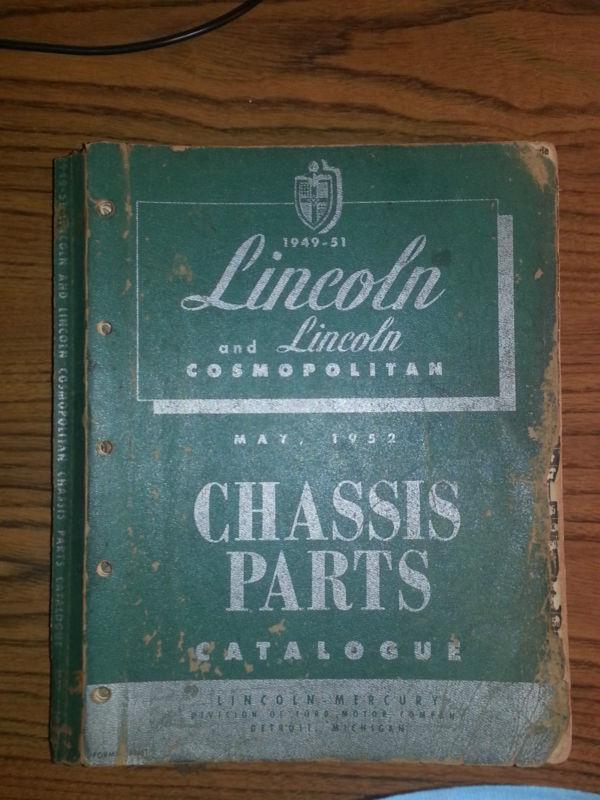 1949-51
Lincoln
and Lincoln
COSMOPOLITAN
MAY, 1952
CHASSIS
PARTS
CATALOGUE
LINCOLN-MERCURY
DIVISION OF FORD MOTOR COMPANY
DETROIT, MICHIGAN
FORM
LINCOLN AND LINCOLN COSMOPOLITAN CHASSIS PARTS CATALOGUE